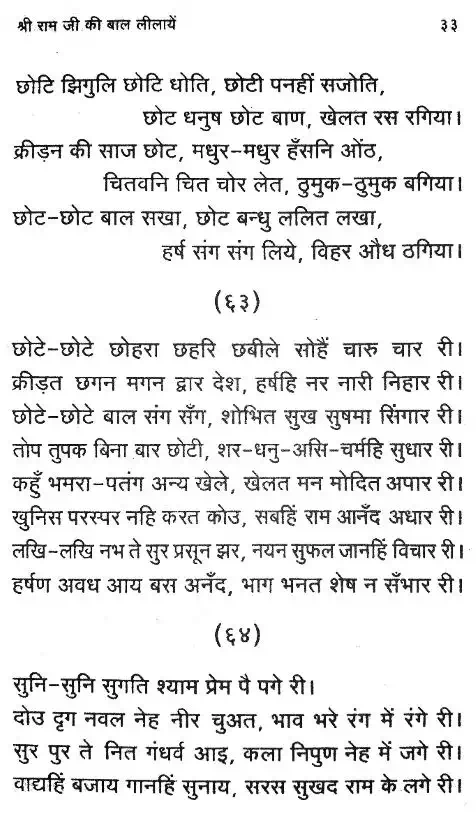 श्री राम जी की बाल लीलायें ३३
छोटि झिगुलि छोटि धोति, छोटी पनहीं सजोति,
छोट धनुष छोट बाण, खेलत रस रगिया।
क्रीड़न की साज छोट, मधुर-मधुर हँसनि ओंठ,
चितवनि चित चोर लेत, ठुमुक-ठुमुक बगिया।
छोट-छोट बाल सखा, छोट बन्धु ललित लखा,
हर्ष संग संग लिये, विहर औध ठगिया।
(६३)
छोटे-छोटे छोहरा छहरि छबीले सोहैं चारु चार री।
क्रीड़त छगन मगन द्वार देश, हर्षहि नर नारी निहार री।
छोटे-छोटे बाल संग सँग, शोभित सुख सुषमा सिंगार री।
तोप तुपक बिना बार छोटी, शर-धनु-असि-चर्महि सुधार री।
कहुँ भमरा-पतंग अन्य खेले, खेलत मन मोदित अपार री।
खुनिस परस्पर नहि करत कोउ, सबहिं राम आनँद अधार री।
लखि-लखि नभ ते सुर प्रसून झर, नयन सुफल जानहिं विचार री।
हर्षण अवध आय बस अनँद, भाग भनत शेष न सँभार री।
(६४)
सुनि-सुनि सुगति श्याम प्रेम पै पगे री।
दोउ दृग नवल नेह नीर चुअत, भाव भरे रंग में रंगे री।
सुर पुर ते नित गंधर्व आइ, कला निपुण नेह में जगे री।
वाद्यहिं बजाय गानहिं सुनाय, सरस सुखद राम के लगे री।